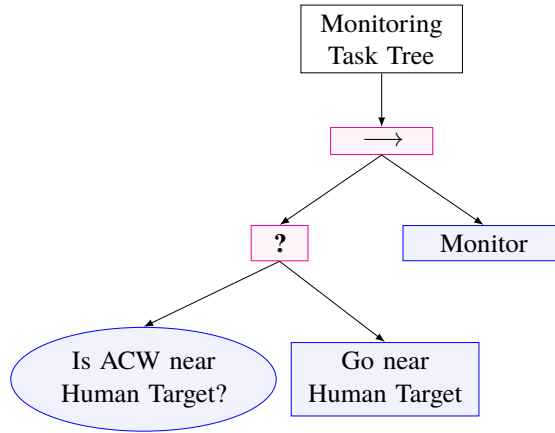 Monitoring
Task Tree
⟶
?
Monitor
Is ACW near
Human Target?
Go near
Human Target